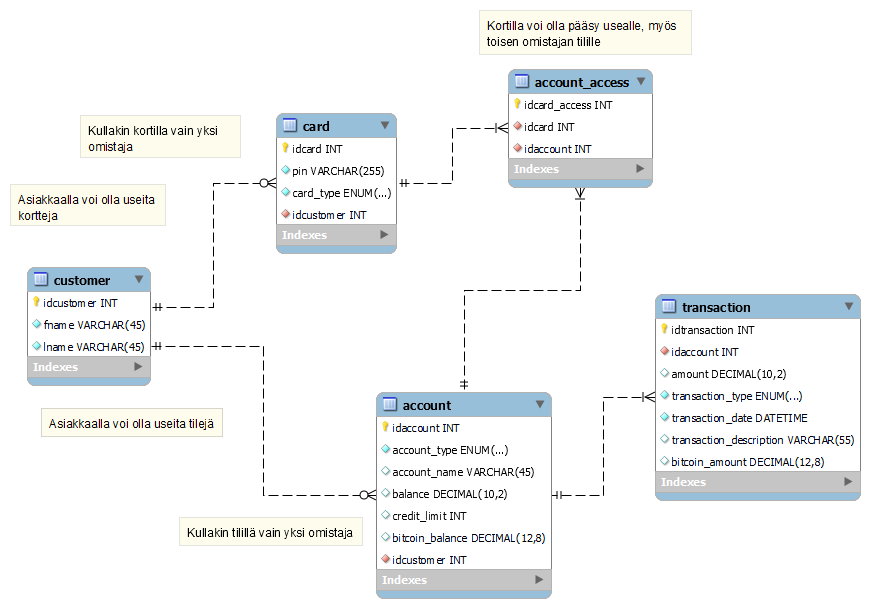 Kortilla voi olla pääsy usealle, myös
toisen omistajan tilille
account_access
idcard_access INT
idcard INT
idaccount INT
Indexes
Kullakin kortilla vain yksi
omistaja
card
idcard INT
pin VARCHAR(255)
card_type ENUM(...)
idcustomer INT
Indexes
Asiakkaalla voi olla useita
kortteja
customer
idcustomer INT
fname VARCHAR(45)
lname VARCHAR(45)
Indexes
transaction
idtransaction INT
idaccount INT
amount DECIMAL(10,2)
transaction_type ENUM(...)
transaction_date DATETIME
transaction_description VARCHAR(55)
bitcoin_amount DECIMAL(12,8)
Indexes
Asiakkaalla voi olla useita tilejä
account
idaccount INT
account_type ENUM(...)
account_name VARCHAR(45)
balance DECIMAL(10,2)
credit_limit INT
bitcoin_balance DECIMAL(12,8)
idcustomer INT
Indexes
Kullakin tilillä vain yksi omistaja